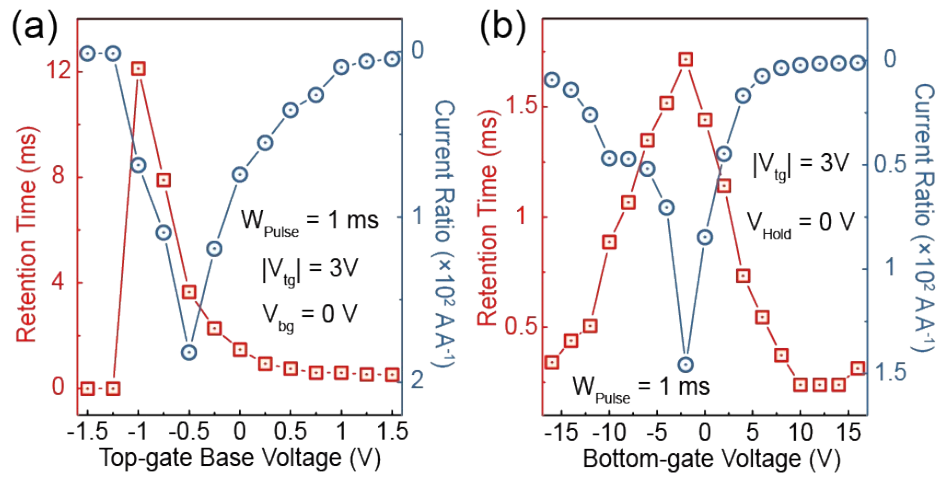 (a)
Retention Time (ms)
12
8
4
0
W_Pulse = 1 ms
|V_tg| = 3V
V_bg = 0 V
0
1
2
Current Ratio (×10² A A⁻¹)
-1.5 -1 -0.5 0 0.5 1 1.5
Top-gate Base Voltage (V)
(b)
Retention Time (ms)
1.5
1
0.5
|V_tg| = 3V
V_Hold = 0 V
W_Pulse = 1 ms
0
0.5
1
1.5
Current Ratio (×10² A A⁻¹)
-15 -10 -5 0 5 10 15
Bottom-gate Voltage (V)